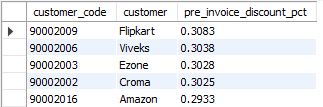 customer_code customer pre_invoice_discount_pct
90002009 Flipkart 0.3083
90002006 Viveks 0.3038
90002003 Ezone 0.3028
90002002 Croma 0.3025
90002016 Amazon 0.2933